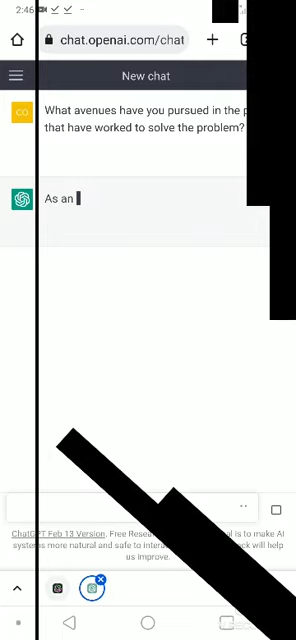 2:46
chat.openai.com/chat
New chat
CO
What avenues have you pursued in the
that have worked to solve the problem?
As an
ChatGPT Feb 13 Version. Free Resea is to make AI
systems more natural and safe to intera ck will help
us improve.